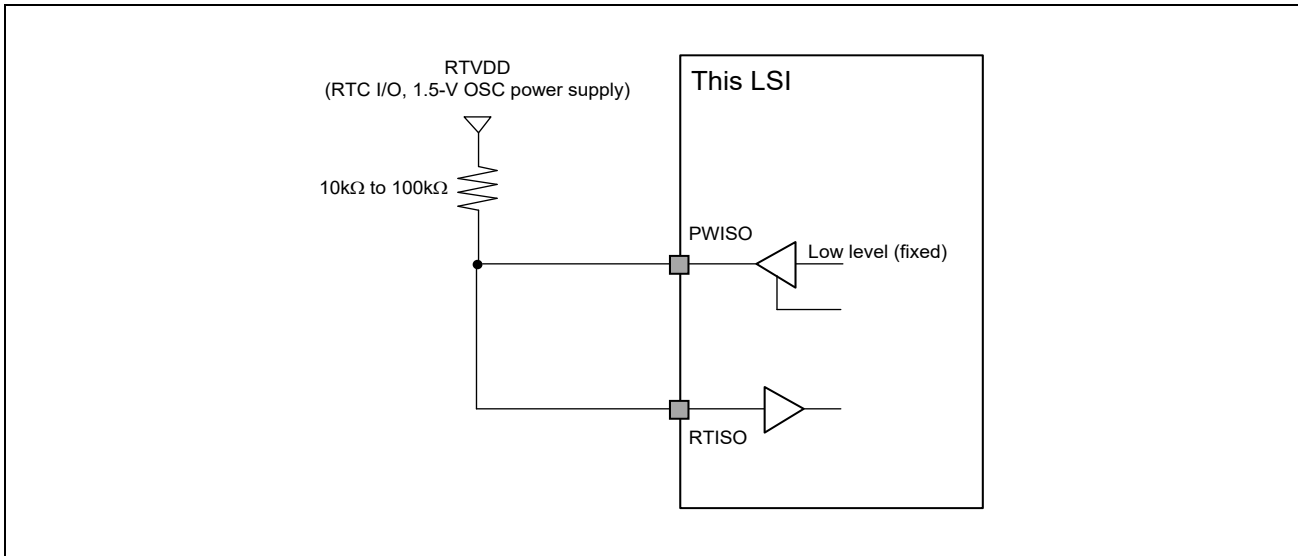 RTVDD
(RTC I/O, 1.5-V OSC power supply)
This LSI
10kΩ to 100kΩ
PWISO
Low level (fixed)
RTISO